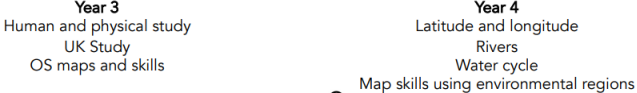 Year 3
Human and physical study
UK Study
OS maps and skills
Year 4
Latitude and longitude
Rivers
Water cycle
Map skills using environmental regions